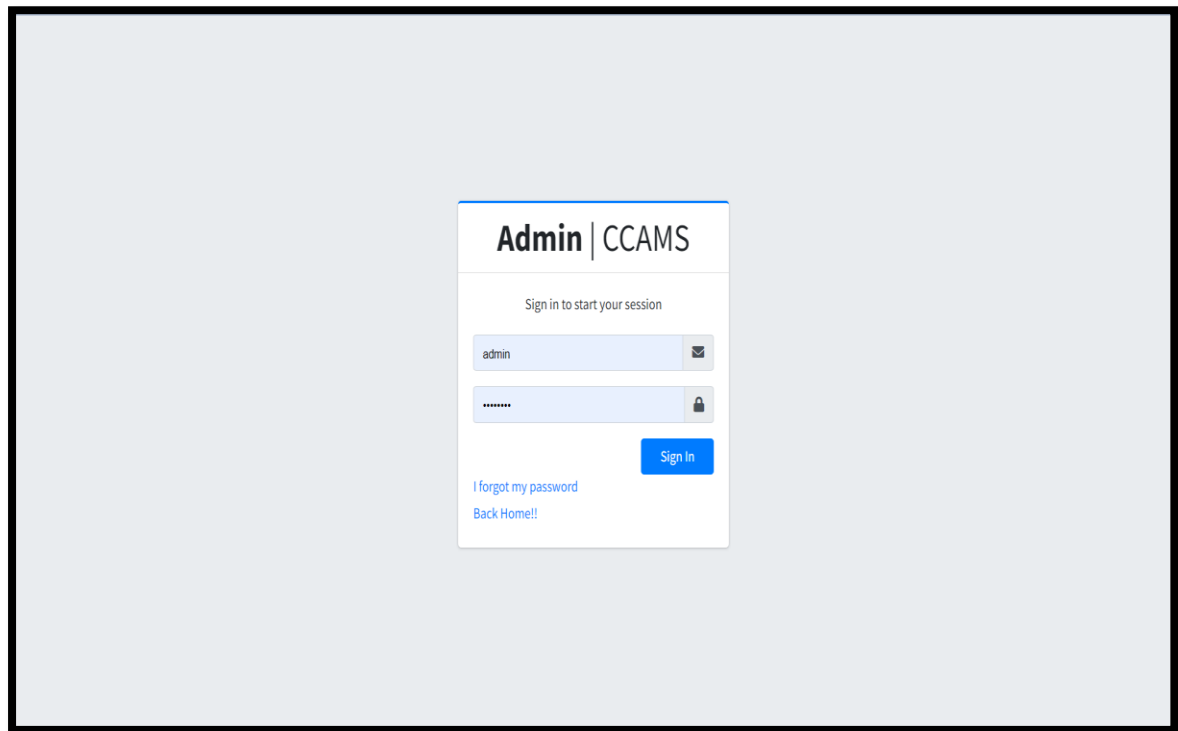 Admin | CCAMS
Sign in to start your session
admin
••••••••
Sign In
I forgot my password
Back Home!!